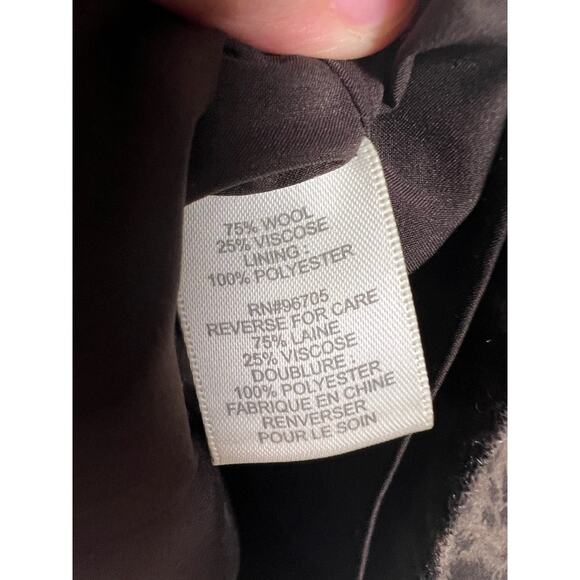 75% WOOL
25% VISCOSE
LINING :
100% POLYESTER
RN#96705
REVERSE FOR CARE
75% LAINE
25% VISCOSE
DOUBLURE :
100% POLYESTER
FABRIQUE EN CHINE
RENVERSER
POUR LE SOIN